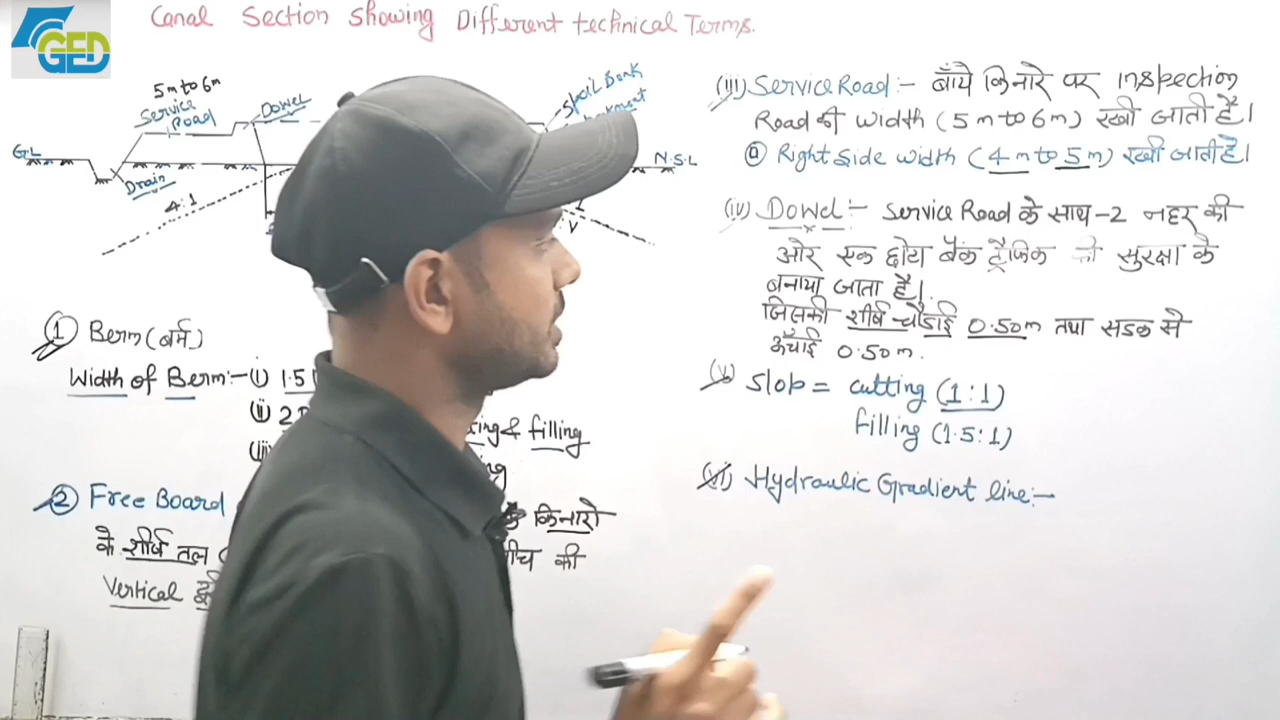 GED
Canal Section Showing Different technical Terms.
5m to 6m
Service Road
Dowel
Spoil Bank
G.L
N.S.L
Drain
4:1
V
① Berm (बर्म)
Width of Berm:- (i) 1.5
(ii) 2
& filling
(iii)
② Free Board
किनारो
के शीर्ष तल
बीच की
Vertical
(iii) Service Road:- बाँये किनारे पर Inspection
Road की width (5m to 6m) रखी जाती है।
ⓐ Right Side width (4m to 5m) रखी जाती है।
(iv) Dowel:- Service Road के साथ-2 नहर की
ओर एक छोटा बैंक ट्रैफिक की सुरक्षा के
बनाया जाता है।
जिसकी शीर्ष चौडाई 0.50m तथा सडक से
ऊँचाई 0.50m.
(v) Slop = cutting (1:1)
filling (1.5:1)
(vi) Hydraulic Gradient line:-